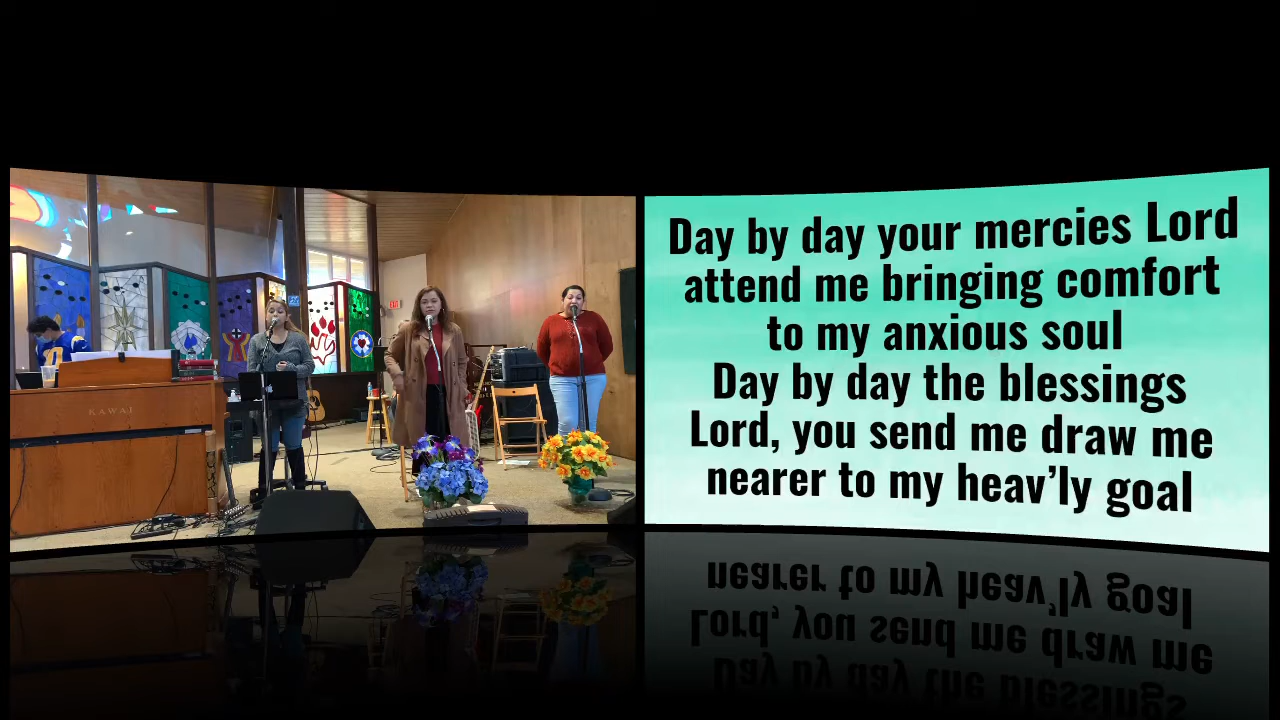 KAWAI
Day by day your mercies Lord
attend me bringing comfort
to my anxious soul
Day by day the blessings
Lord, you send me draw me
nearer to my heav'ly goal